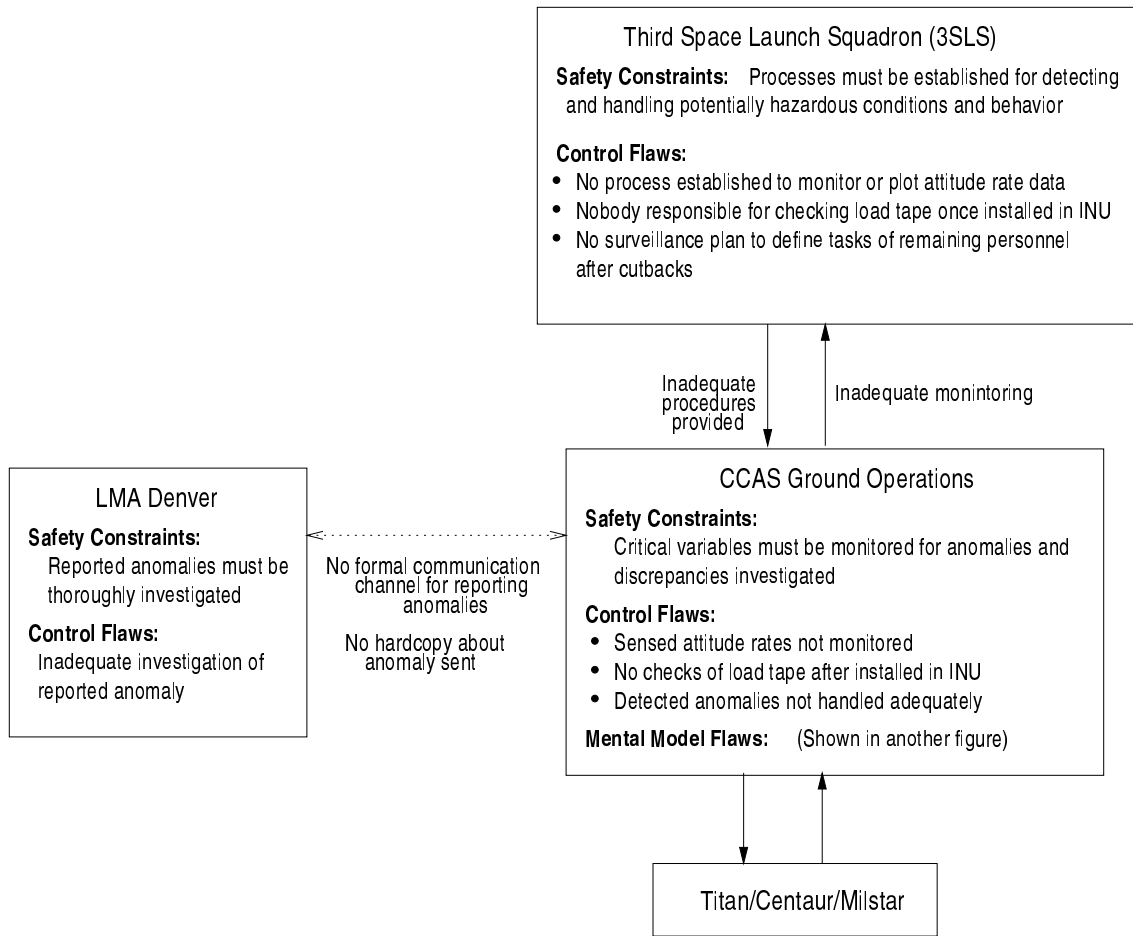 Third Space Launch Squadron (3SLS)
Safety Constraints: Processes must be established for detecting
and handling potentially hazardous conditions and behavior
Control Flaws:
• No process established to monitor or plot attitude rate data
• Nobody responsible for checking load tape once installed in INU
• No surveillance plan to define tasks of remaining personnel
after cutbacks
Inadequate
procedures
provided
Inadequate monintoring
LMA Denver
Safety Constraints:
Reported anomalies must be
thoroughly investigated
Control Flaws:
Inadequate investigation of
reported anomaly
No formal communication
channel for reporting
anomalies
No hardcopy about
anomaly sent
CCAS Ground Operations
Safety Constraints:
Critical variables must be monitored for anomalies and
discrepancies investigated
Control Flaws:
• Sensed attitude rates not monitored
• No checks of load tape after installed in INU
• Detected anomalies not handled adequately
Mental Model Flaws: (Shown in another figure)
Titan/Centaur/Milstar